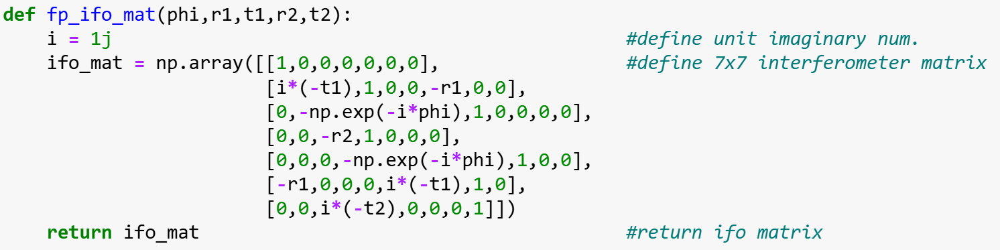 def fp_ifo_mat(phi,r1,t1,r2,t2):
    i = 1j                                          #define unit imaginary num.
    ifo_mat = np.array([[1,0,0,0,0,0,0],            #define 7x7 interferometer matrix
                        [i*(-t1),1,0,0,-r1,0,0],
                        [0,-np.exp(-i*phi),1,0,0,0,0],
                        [0,0,-r2,1,0,0,0],
                        [0,0,0,-np.exp(-i*phi),1,0,0],
                        [-r1,0,0,0,i*(-t1),1,0],
                        [0,0,i*(-t2),0,0,0,1]])
    return ifo_mat                                  #return ifo matrix